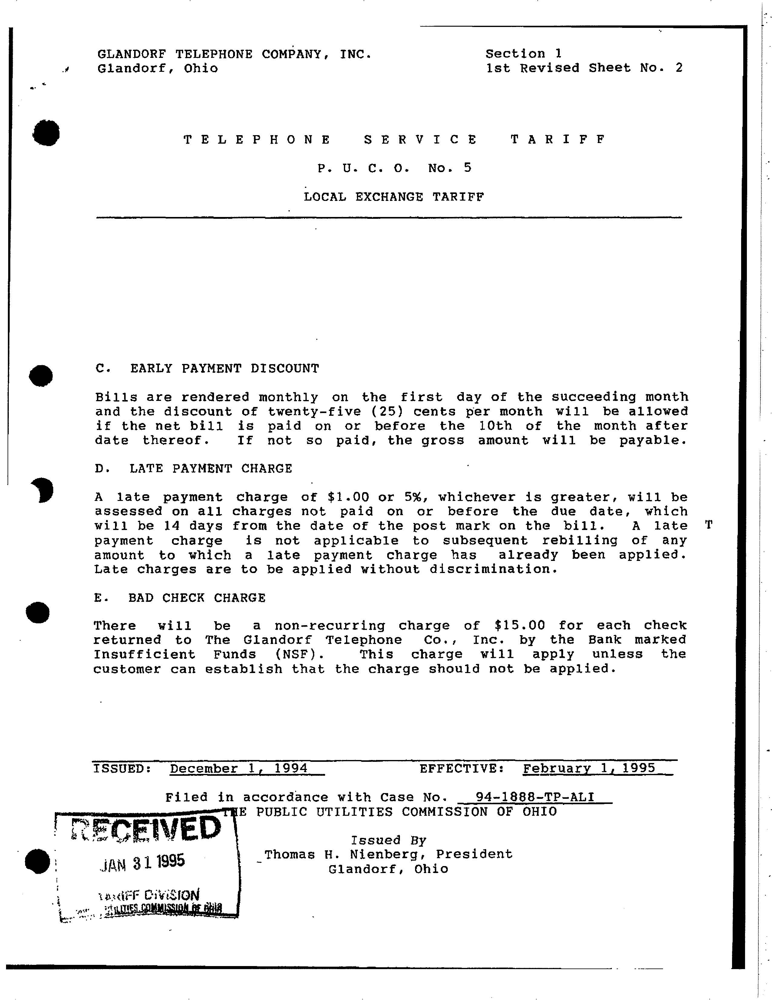 GLANDORF TELEPHONE COMPANY, INC. Section 1
Glandorf, Ohio 1st Revised Sheet No. 2
TELEPHONE SERVICE TARIFF
P. U. C. O. No. 5
LOCAL EXCHANGE TARIFF
C. EARLY PAYMENT DISCOUNT
Bills are rendered monthly on the first day of the succeeding month
and the discount of twenty-five (25) cents per month will be allowed
if the net bill is paid on or before the 10th of the month after
date thereof. If not so paid, the gross amount will be payable.
D. LATE PAYMENT CHARGE
A late payment charge of $1.00 or 5%, whichever is greater, will be
assessed on all charges not paid on or before the due date, which
will be 14 days from the date of the post mark on the bill. A late T
payment charge is not applicable to subsequent rebilling of any
amount to which a late payment charge has already been applied.
Late charges are to be applied without discrimination.
E. BAD CHECK CHARGE
There will be a non-recurring charge of $15.00 for each check
returned to The Glandorf Telephone Co., Inc. by the Bank marked
Insufficient Funds (NSF). This charge will apply unless the
customer can establish that the charge should not be applied.
ISSUED: December 1, 1994 EFFECTIVE: February 1, 1995
Filed in accordance with Case No. 94-1888-TP-ALI
THE PUBLIC UTILITIES COMMISSION OF OHIO
Issued By
Thomas H. Nienberg, President
Glandorf, Ohio
RECEIVED
JAN 31 1995
TARIFF DIVISION
UTILITIES COMMISSION OF OHIO